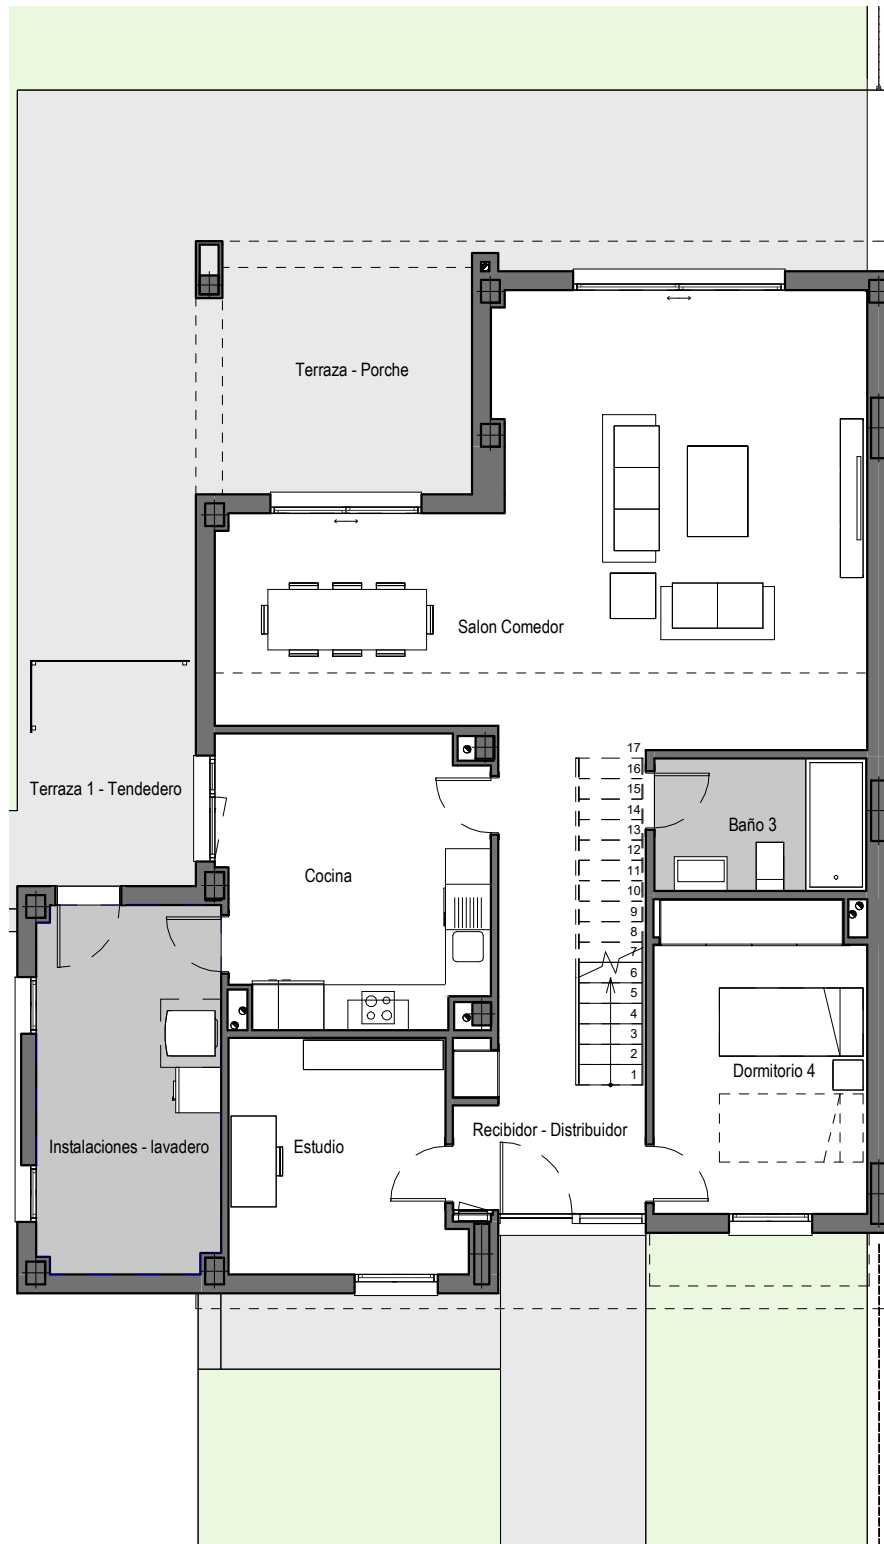 Terraza - Porche
Salon Comedor
Terraza 1 - Tendedero
Cocina
17
16
15
14
13
12
11
10
9
8
7
6
5
4
3
2
1
Baño 3
Dormitorio 4
Recibidor - Distribuidor
Instalaciones - lavadero
Estudio